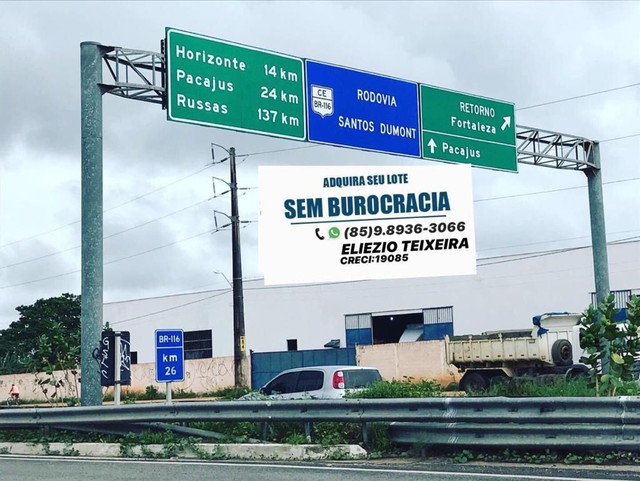 Horizonte 14 km
Pacajus 24 km
Russas 137 km
CE
BR-116
RODOVIA
SANTOS DUMONT
RETORNO
Fortaleza
Pacajus
ADQUIRA SEU LOTE
SEM BUROCRACIA
(85)9.8936-3066
ELIEZIO TEIXEIRA
CRECI:19085
BR-116
km
26